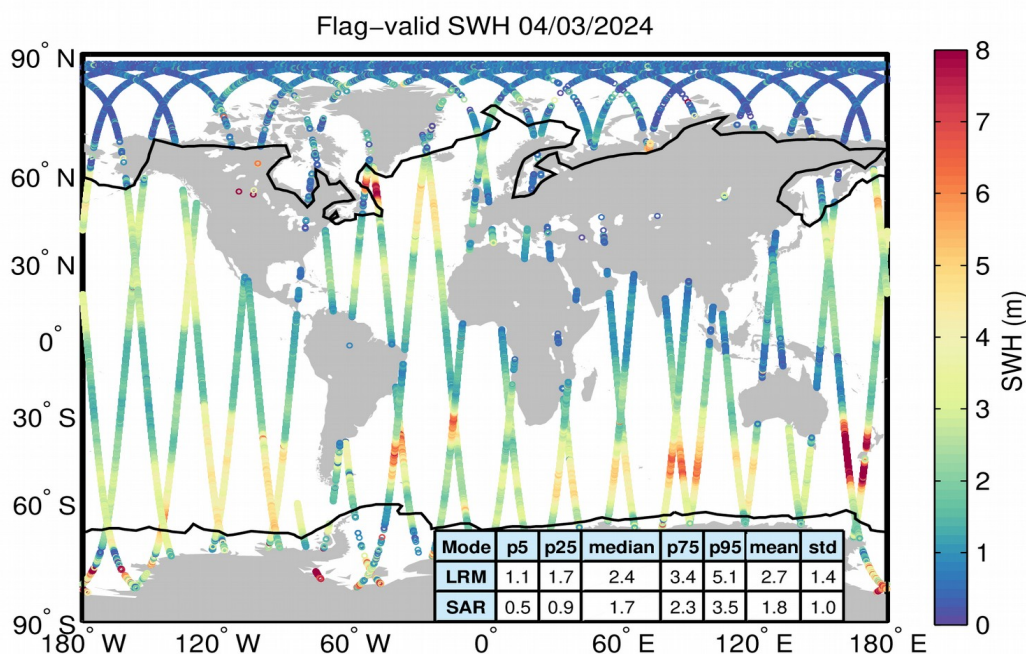 Flag−valid SWH 04/03/2024
90° N
60° N
30° N
0°
30° S
60° S
90° S
180° W
120° W
60° W
0°
60° E
120° E
180° E
8
7
6
5
4
3
2
1
0
SWH (m)
Mode p5 p25 median p75 p95 mean std
LRM 1.1 1.7 2.4 3.4 5.1 2.7 1.4
SAR 0.5 0.9 1.7 2.3 3.5 1.8 1.0